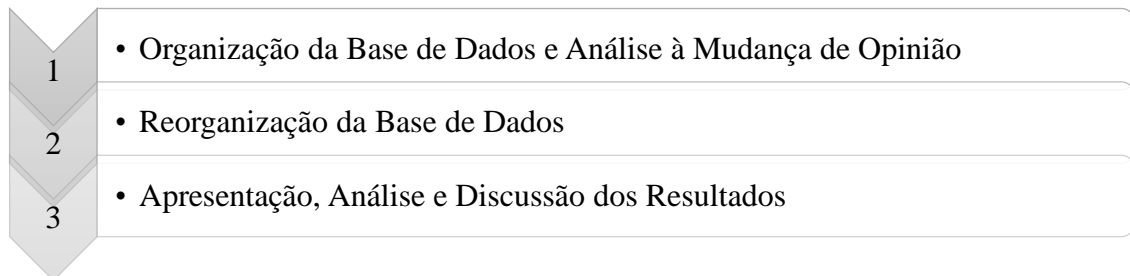 1
• Organização da Base de Dados e Análise à Mudança de Opinião
2
• Reorganização da Base de Dados
3
• Apresentação, Análise e Discussão dos Resultados